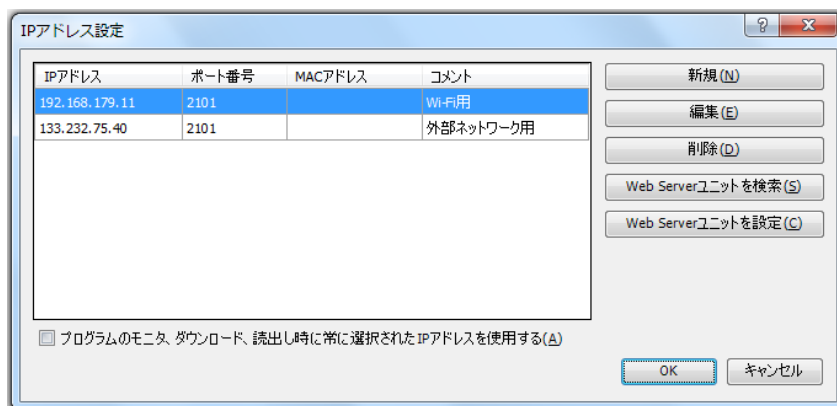 IPアドレス設定
IPアドレス ポート番号 MACアドレス コメント
192.168.179.11 2101 Wi-Fi用
133.232.75.40 2101 外部ネットワーク用
新規(N)
編集(E)
削除(D)
Web Serverユニットを検索(S)
Web Serverユニットを設定(C)
プログラムのモニタ、ダウンロード、読出し時に常に選択されたIPアドレスを使用する(A)
OK キャンセル